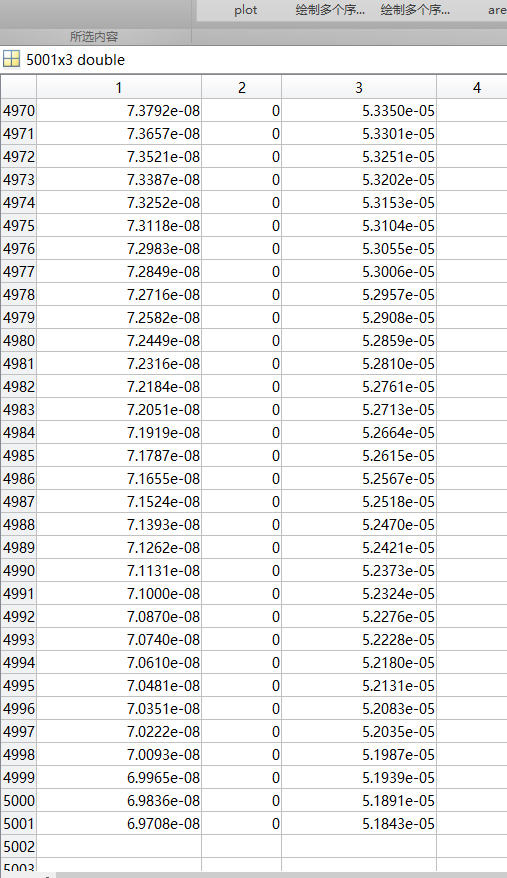 plot 绘制多个序... 绘制多个序... are
所选内容
5001x3 double
1 2 3 4
4970 7.3792e-08 0 5.3350e-05
4971 7.3657e-08 0 5.3301e-05
4972 7.3521e-08 0 5.3251e-05
4973 7.3387e-08 0 5.3202e-05
4974 7.3252e-08 0 5.3153e-05
4975 7.3118e-08 0 5.3104e-05
4976 7.2983e-08 0 5.3055e-05
4977 7.2849e-08 0 5.3006e-05
4978 7.2716e-08 0 5.2957e-05
4979 7.2582e-08 0 5.2908e-05
4980 7.2449e-08 0 5.2859e-05
4981 7.2316e-08 0 5.2810e-05
4982 7.2184e-08 0 5.2761e-05
4983 7.2051e-08 0 5.2713e-05
4984 7.1919e-08 0 5.2664e-05
4985 7.1787e-08 0 5.2615e-05
4986 7.1655e-08 0 5.2567e-05
4987 7.1524e-08 0 5.2518e-05
4988 7.1393e-08 0 5.2470e-05
4989 7.1262e-08 0 5.2421e-05
4990 7.1131e-08 0 5.2373e-05
4991 7.1000e-08 0 5.2324e-05
4992 7.0870e-08 0 5.2276e-05
4993 7.0740e-08 0 5.2228e-05
4994 7.0610e-08 0 5.2180e-05
4995 7.0481e-08 0 5.2131e-05
4996 7.0351e-08 0 5.2083e-05
4997 7.0222e-08 0 5.2035e-05
4998 7.0093e-08 0 5.1987e-05
4999 6.9965e-08 0 5.1939e-05
5000 6.9836e-08 0 5.1891e-05
5001 6.9708e-08 0 5.1843e-05
5002
5003